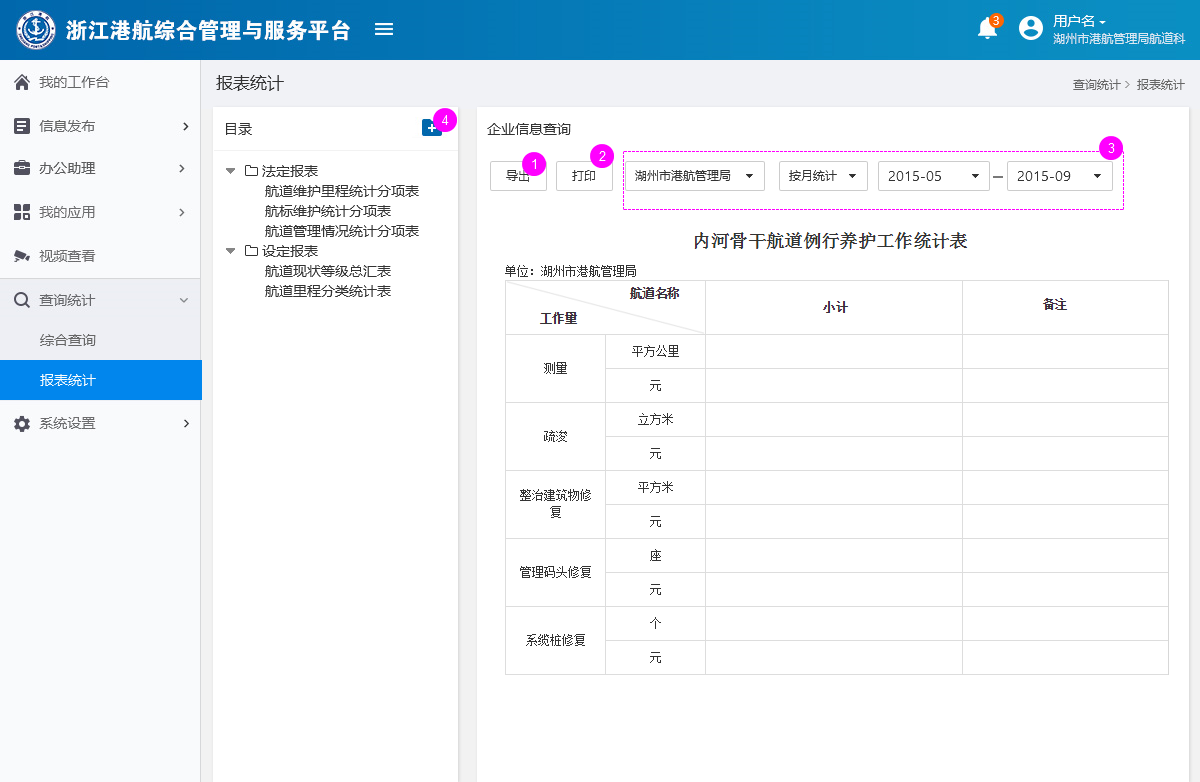 浙江港航综合管理与服务平台
3
用户名
湖州市港航管理局航道科
我的工作台
信息发布
办公助理
我的应用
视频查看
查询统计
综合查询
报表统计
系统设置
报表统计
查询统计 > 报表统计
目录
4
法定报表
航道维护里程统计分项表
航标维护统计分项表
航道管理情况统计分项表
设定报表
航道现状等级总汇表
航道里程分类统计表
企业信息查询
导出 1 打印 2 湖州市港航管理局 按月统计 2015-05 — 2015-09 3
内河骨干航道例行养护工作统计表
单位：湖州市港航管理局
航道名称
工作量
小计
备注
测量
平方公里
元
疏浚
立方米
元
整治建筑物修
复
平方米
元
管理码头修复
座
元
系缆桩修复
个
元